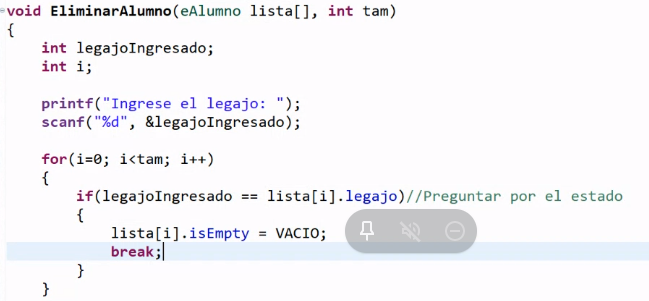 void EliminarAlumno(eAlumno lista[], int tam)
{
    int legajoIngresado;
    int i;

    printf("Ingrese el legajo: ");
    scanf("%d", &legajoIngresado);

    for(i=0; i<tam; i++)
    {
        if(legajoIngresado == lista[i].legajo)//Preguntar por el estado
        {
            lista[i].isEmpty = VACIO;
            break;
        }
    }